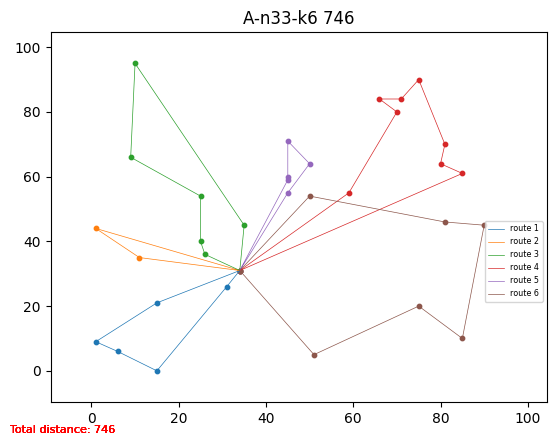 A-n33-k6 746
100
80
60
40
20
0
route 1
route 2
route 3
route 4
route 5
route 6
0 20 40 60 80 100
Total distance: 746